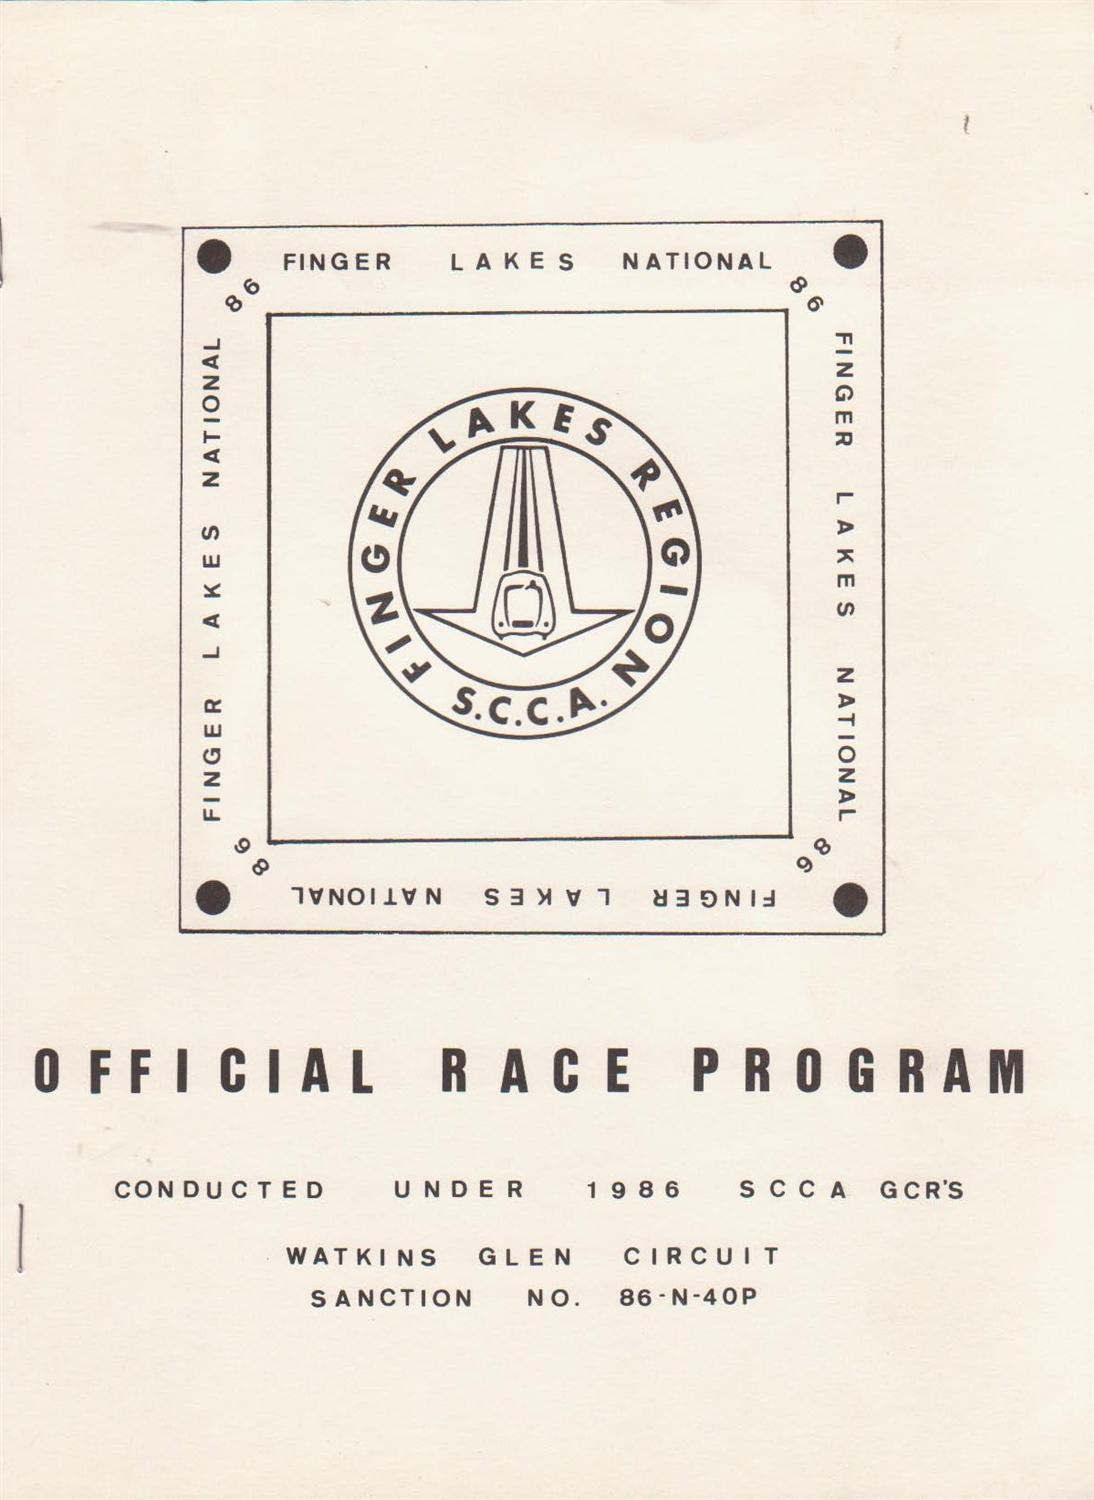 FINGER LAKES NATIONAL
86
86
FINGER LAKES NATIONAL
FINGER LAKES NATIONAL
FINGER LAKES REGION
S.C.C.A.
86
86
FINGER LAKES NATIONAL
OFFICIAL RACE PROGRAM
CONDUCTED UNDER 1986 SCCA GCR'S
WATKINS GLEN CIRCUIT
SANCTION NO. 86-N-40P